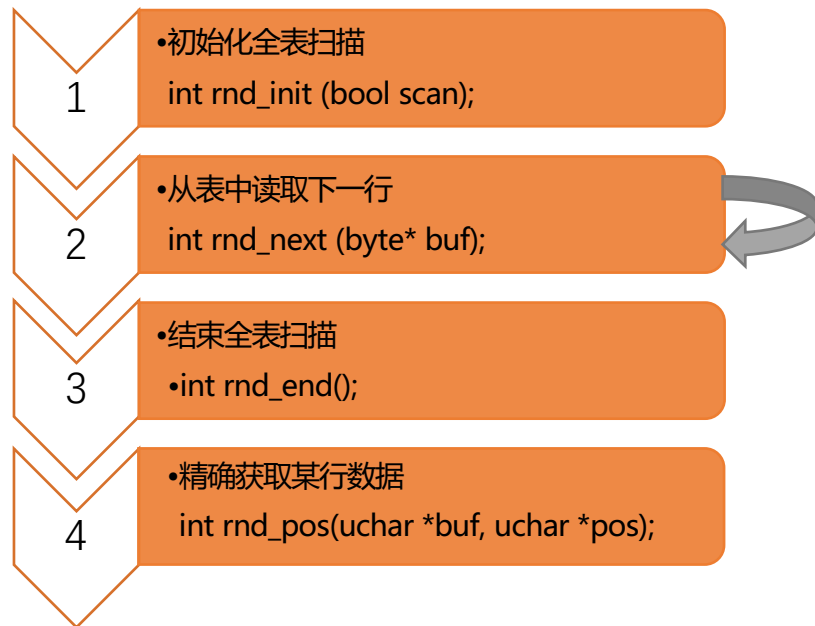 1
•初始化全表扫描
int rnd_init (bool scan);
2
•从表中读取下一行
int rnd_next (byte* buf);
3
•结束全表扫描
•int rnd_end();
4
•精确获取某行数据
int rnd_pos(uchar *buf, uchar *pos);